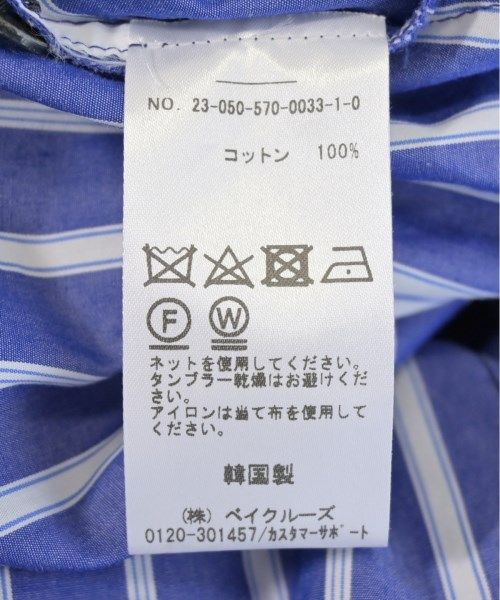 NO. 23-050-570-0033-1-0
コットン 100%
F W
ネットを使用してください。
タンブラー乾燥はお避けくだ
さい。
アイロンは当て布を使用して
ください。
韓国製
(株) ベイクルーズ
0120-301457/カスタマーサポート